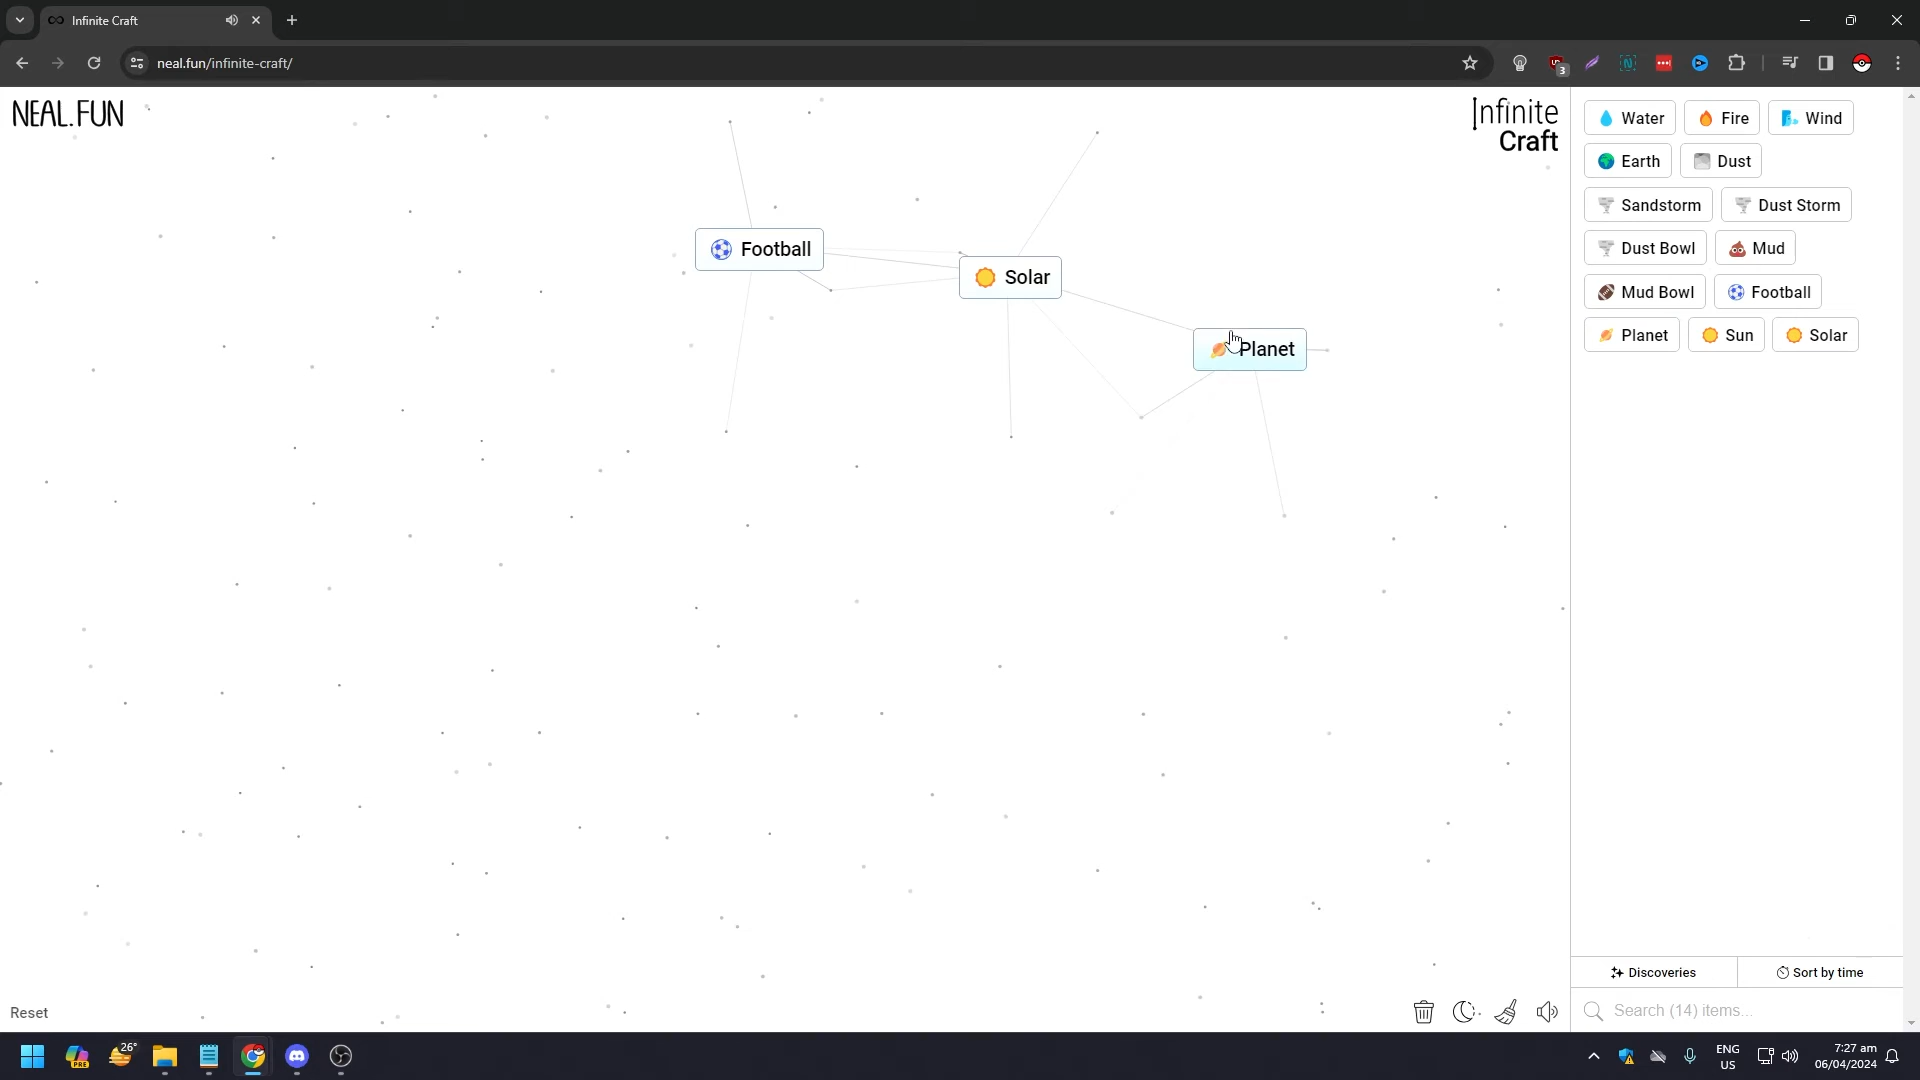 Infinite Craft
neal.fun/infinite-craft/
3
NEAL.FUN
Infinite
Craft
Football
Solar
Planet
Water
Fire
Wind
Earth
Dust
Sandstorm
Dust Storm
Dust Bowl
Mud
Mud Bowl
Football
Planet
Sun
Solar
Discoveries
Sort by time
Reset
Search (14) items...
PRE
26°
ENG
US
7:27 am
06/04/2024